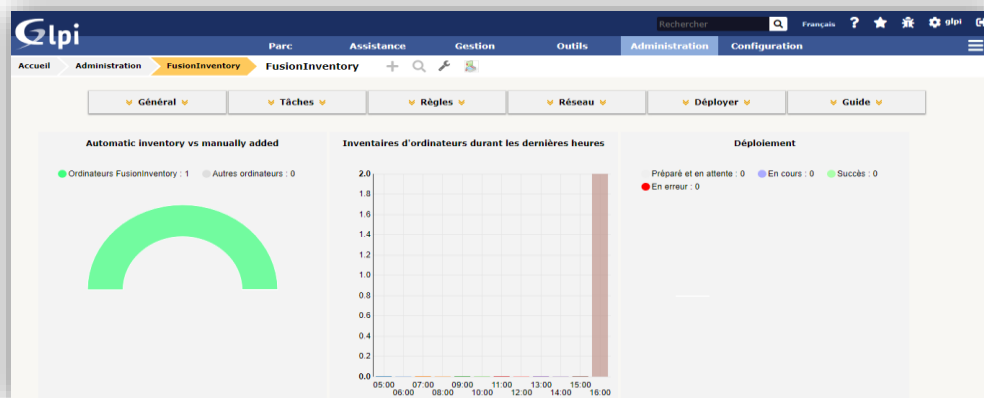 Glpi
Rechercher Français ? glpi
Parc Assistance Gestion Outils Administration Configuration
Accueil Administration FusionInventory FusionInventory
Général Tâches Règles Réseau Déployer Guide
Automatic inventory vs manually added
Ordinateurs FusionInventory : 1 Autres ordinateurs : 0
Inventaires d'ordinateurs durant les dernières heures
2.0
1.8
1.6
1.4
1.2
1.0
0.8
0.6
0.4
0.2
0.0
05:00 07:00 09:00 11:00 13:00 15:00
06:00 08:00 10:00 12:00 14:00 16:00
Déploiement
Préparé et en attente : 0 En cours : 0 Succès : 0
En erreur : 0